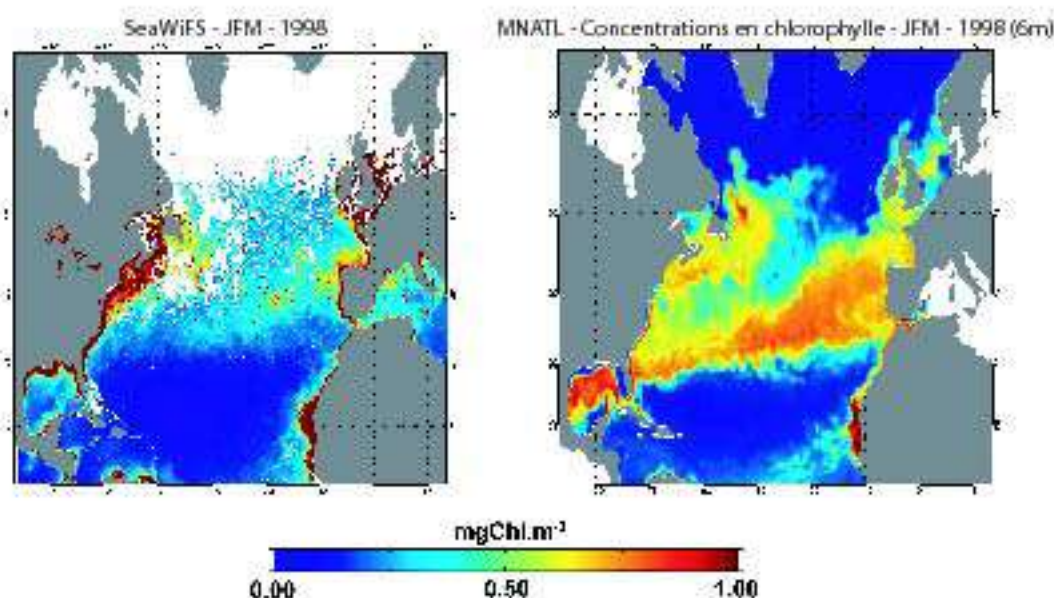 SeaWiFS - JFM - 1998
MNATL - Concentrations en chlorophylle - JFM - 1998 (6m)
mgChl.m⁻³
0.00 0.50 1.00